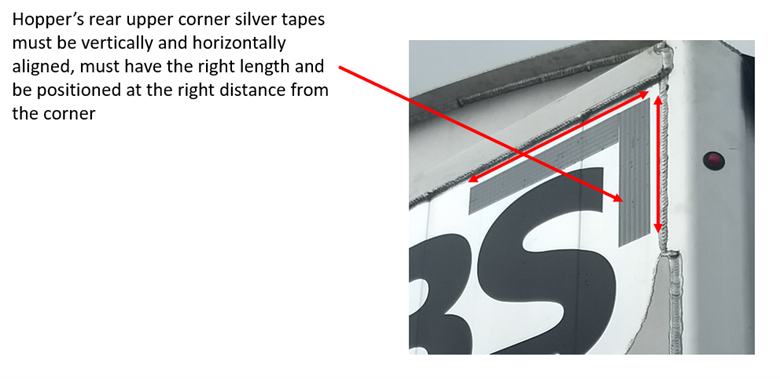 Hopper’s rear upper corner silver tapes
must be vertically and horizontally
aligned, must have the right length and
be positioned at the right distance from
the corner
BS